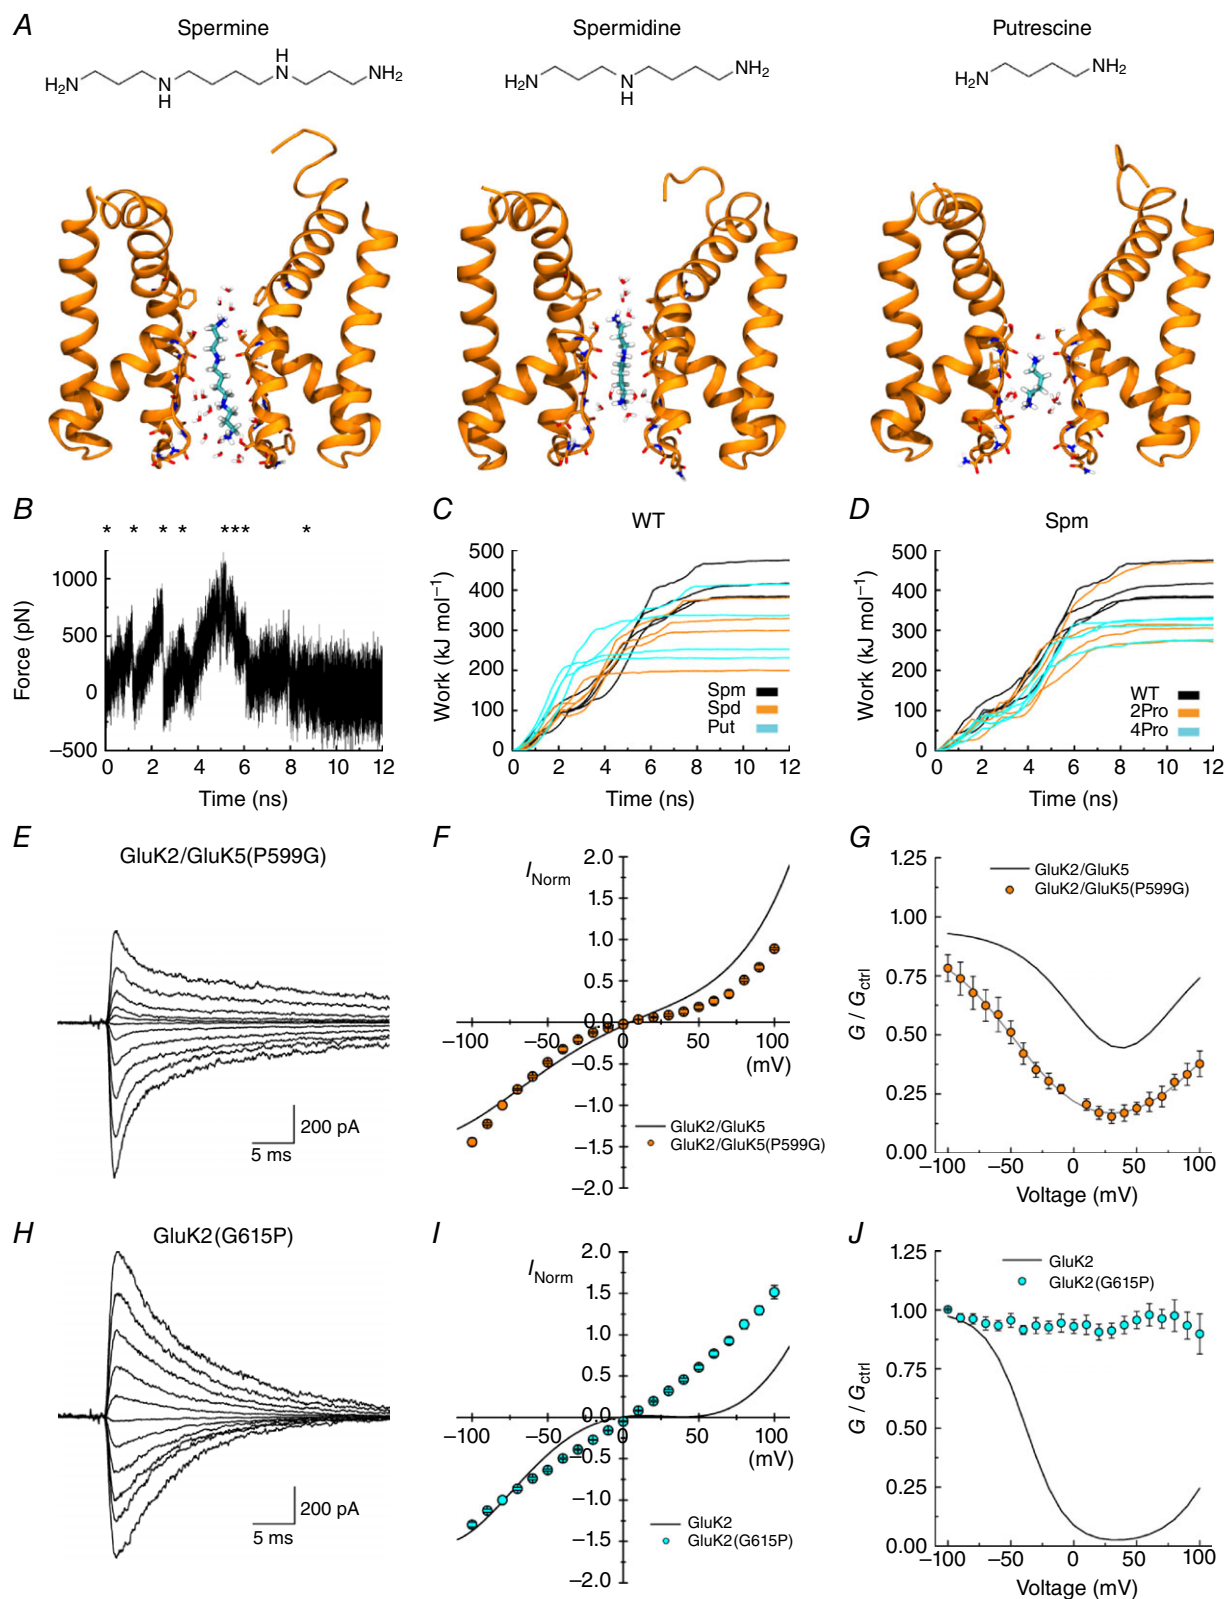 A
Spermine
Spermidine
Putrescine
H
H2N
N
N
H
NH2
H2N
N
H
NH2
H2N
NH2
B
* * * * *** *
Force (pN)
1000
500
0
–500
0 2 4 6 8 10 12
Time (ns)
C
WT
Work (kJ mol–1)
500
400
300
200
100
0
Spm
Spd
Put
0 2 4 6 8 10 12
Time (ns)
D
Spm
Work (kJ mol–1)
500
400
300
200
100
0
WT
2Pro
4Pro
0 2 4 6 8 10 12
Time (ns)
E
GluK2/GluK5(P599G)
200 pA
5 ms
F
INorm
2.0
1.5
1.0
0.5
0.0
–100 –50 0 50 100
(mV)
–0.5
–1.0
–1.5
–2.0
GluK2/GluK5
GluK2/GluK5(P599G)
G
G / Gctrl
1.25
1.00
0.75
0.50
0.25
0.00
GluK2/GluK5
GluK2/GluK5(P599G)
–100 –50 0 50 100
Voltage (mV)
H
GluK2(G615P)
200 pA
5 ms
I
INorm
2.0
1.5
1.0
0.5
0.0
–100 –50 0 50 100
(mV)
–0.5
–1.0
–1.5
–2.0
GluK2
GluK2(G615P)
J
G / Gctrl
1.25
1.00
0.75
0.50
0.25
0.00
GluK2
GluK2(G615P)
–100 –50 0 50 100
Voltage (mV)